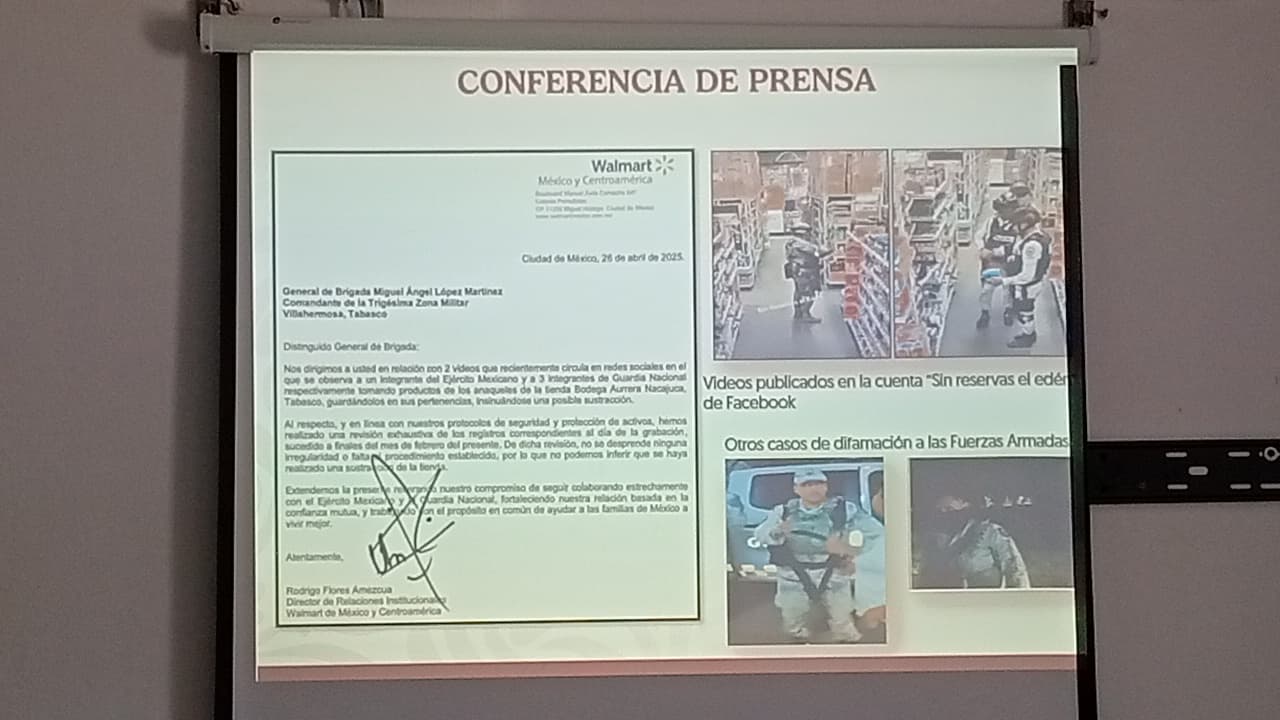 CONFERENCIA DE PRENSA
Walmart
México y Centroamérica
Ciudad de México, 26 de abril de 2025.
General de Brigada Miguel Ángel López Martínez
Comandante de la Trigésima Zona Militar
Villahermosa, Tabasco
Distinguido General de Brigada:
Nos dirigimos a usted en relación con 2 videos que recientemente circula en redes sociales en el
que se observa a un integrante del Ejército Mexicano y a 3 integrantes de Guardia Nacional
respectivamente tomando productos de los anaqueles de la tienda Bodega Aurrera Nacajuca,
Tabasco, guardándolos en sus pertenencias, insinuándose una posible sustracción.
Al respecto, y en línea con nuestros protocolos de seguridad y protección de activos, hemos
realizado una revisión exhaustiva de los registros correspondientes al día de la grabación,
sucedido a finales del mes de febrero del presente. De dicha revisión, no se desprende ninguna
irregularidad o falta procedimiento establecido, por lo que no podemos inferir que se haya
realizado una de la tienda.
Extendemos la nuestro compromiso de seguir colaborando estrechamente
con el Ejército Mexicano y Guardia Nacional, fortaleciendo nuestra relación basada en la
confianza mutua, y con el propósito en común de ayudar a las familias de México a
vivir mejor.
Atentamente,
Rodrigo Flores Amezcua
Director de Relaciones Institucionales
Walmart de México y Centroamérica
Videos publicados en la cuenta "Sin reservas el edén
de Facebook
Otros casos de difamación a las Fuerzas Armadas